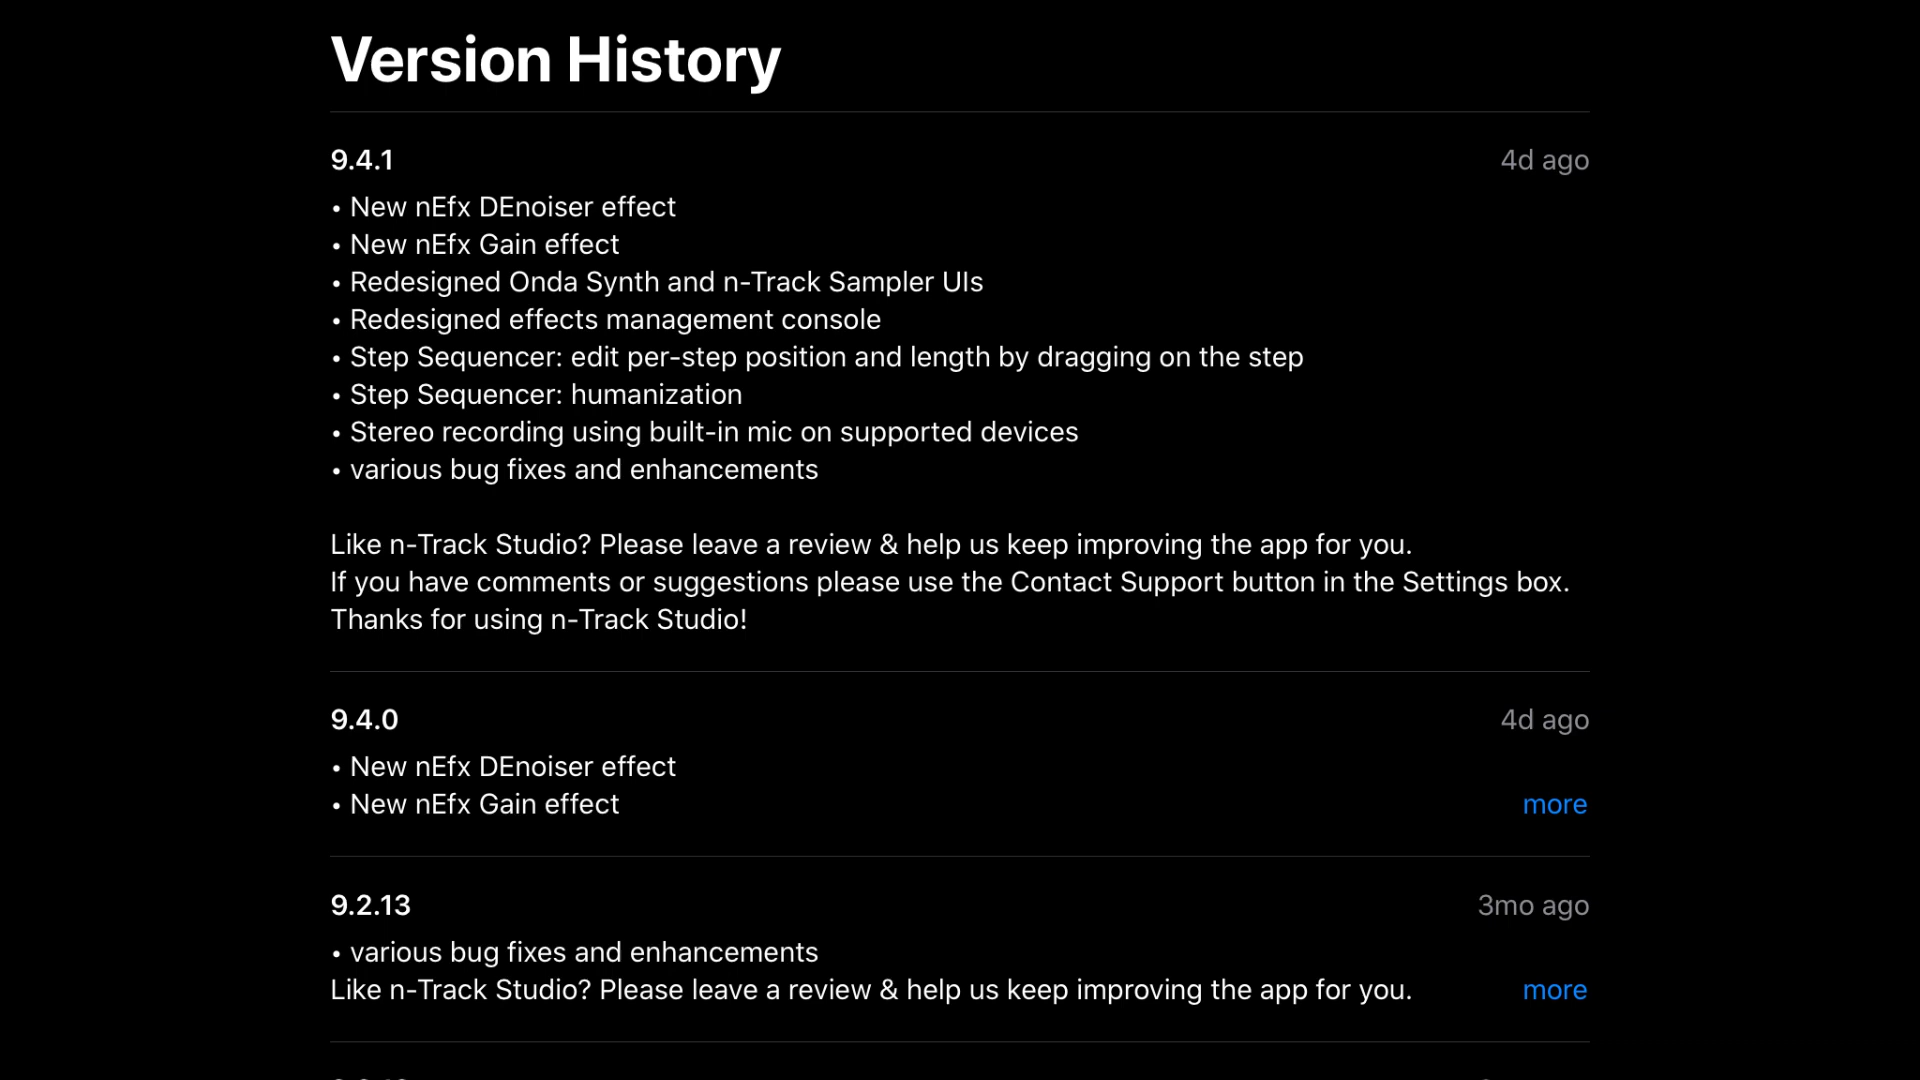 Version History
9.4.1
4d ago
• New nEfx DEnoiser effect
• New nEfx Gain effect
• Redesigned Onda Synth and n-Track Sampler UIs
• Redesigned effects management console
• Step Sequencer: edit per-step position and length by dragging on the step
• Step Sequencer: humanization
• Stereo recording using built-in mic on supported devices
• various bug fixes and enhancements
Like n-Track Studio? Please leave a review & help us keep improving the app for you.
If you have comments or suggestions please use the Contact Support button in the Settings box.
Thanks for using n-Track Studio!
9.4.0
4d ago
• New nEfx DEnoiser effect
• New nEfx Gain effect
more
9.2.13
3mo ago
• various bug fixes and enhancements
Like n-Track Studio? Please leave a review & help us keep improving the app for you.
more